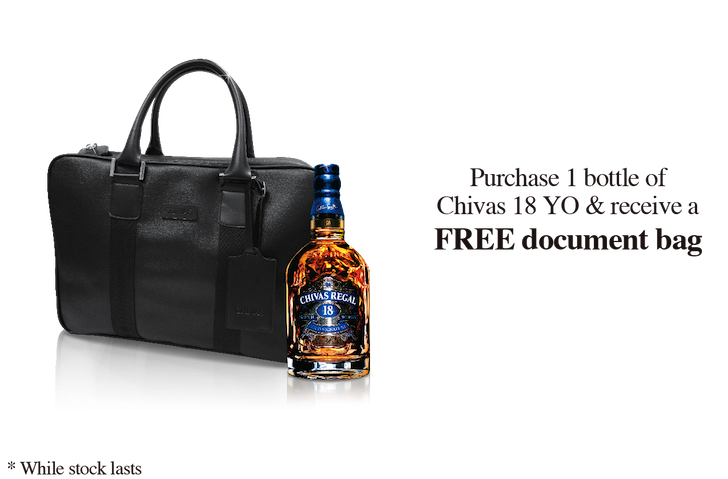 Purchase 1 bottle of
Chivas 18 YO & receive a
FREE document bag
CHIVAS REGAL
18
* While stock lasts